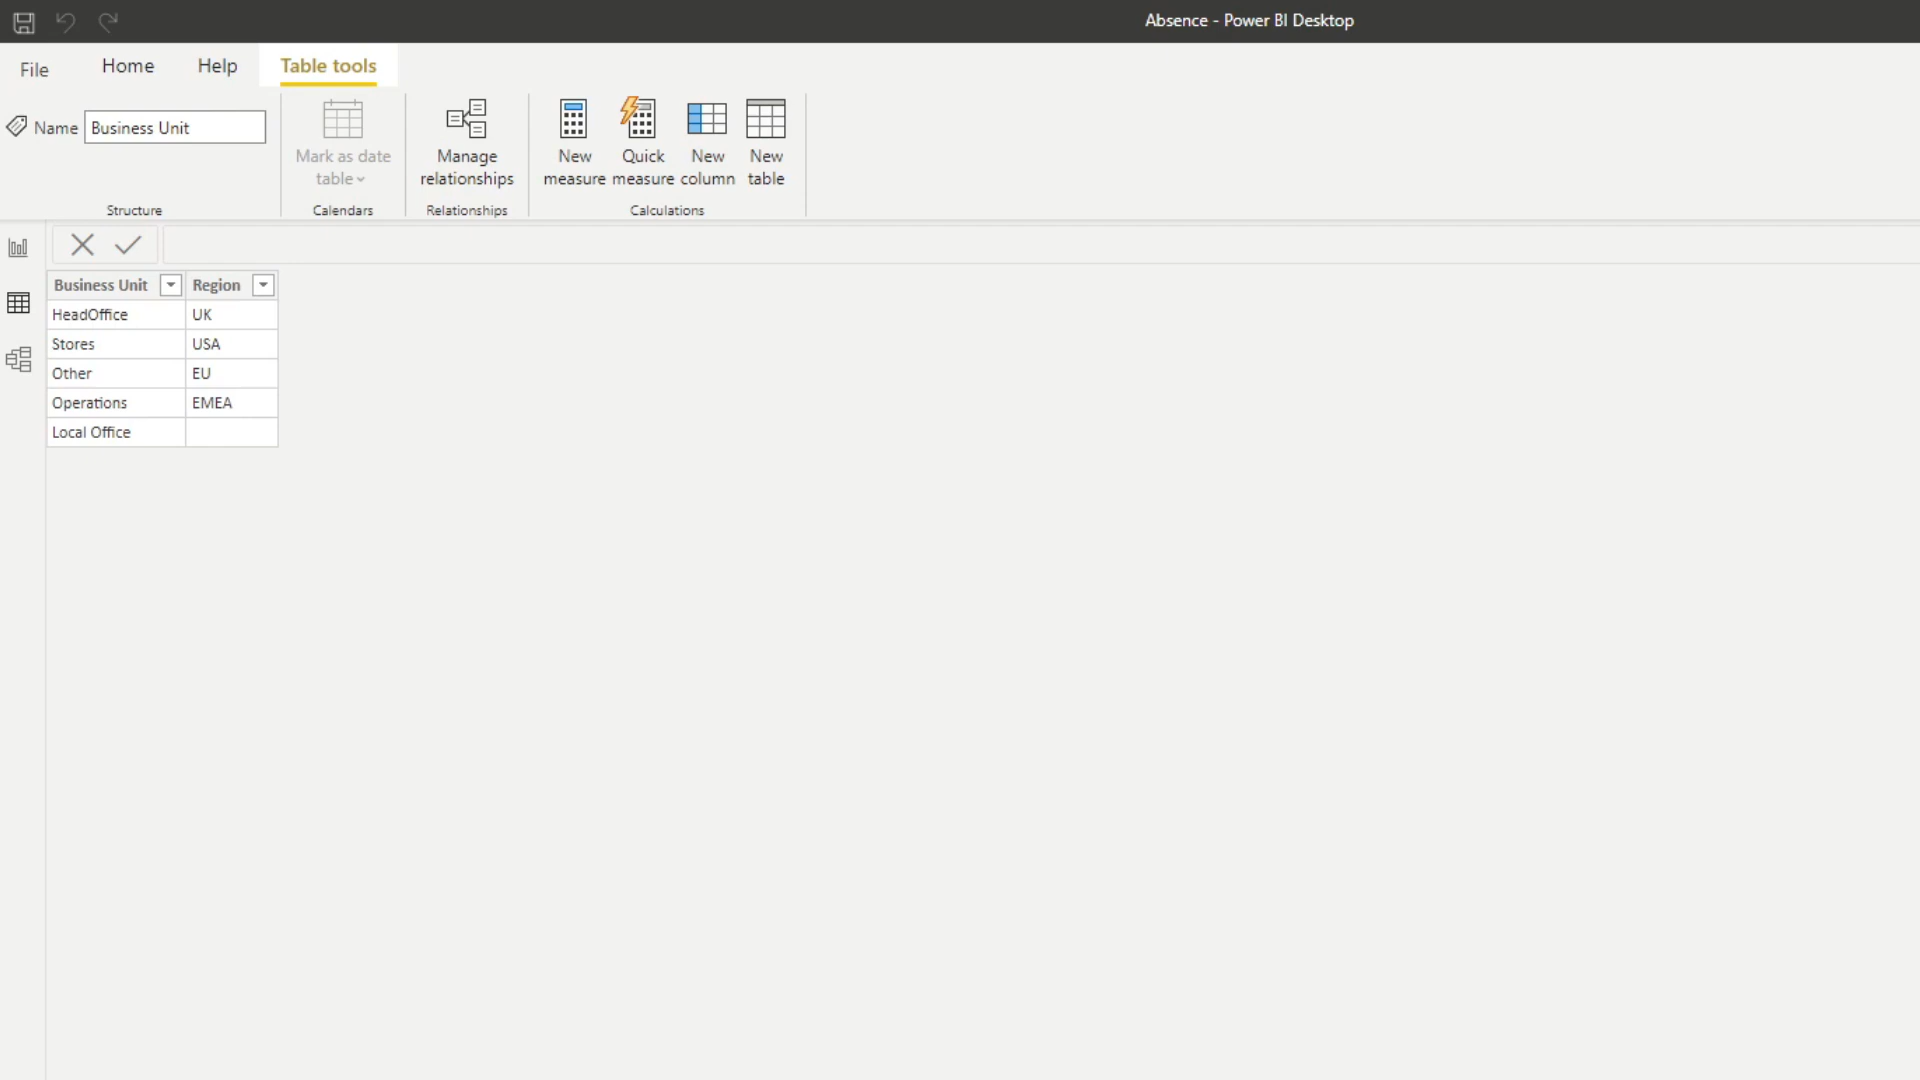 Absence - Power BI Desktop
File Home Help Table tools
Name Business Unit
Mark as date table
Manage relationships
New measure
Quick measure
New column
New table
Structure Calendars Relationships Calculations
Business Unit Region
HeadOffice UK
Stores USA
Other EU
Operations EMEA
Local Office